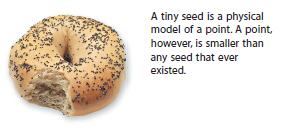 A tiny seed is a physical
model of a point. A point,
however, is smaller than
any seed that ever
existed.